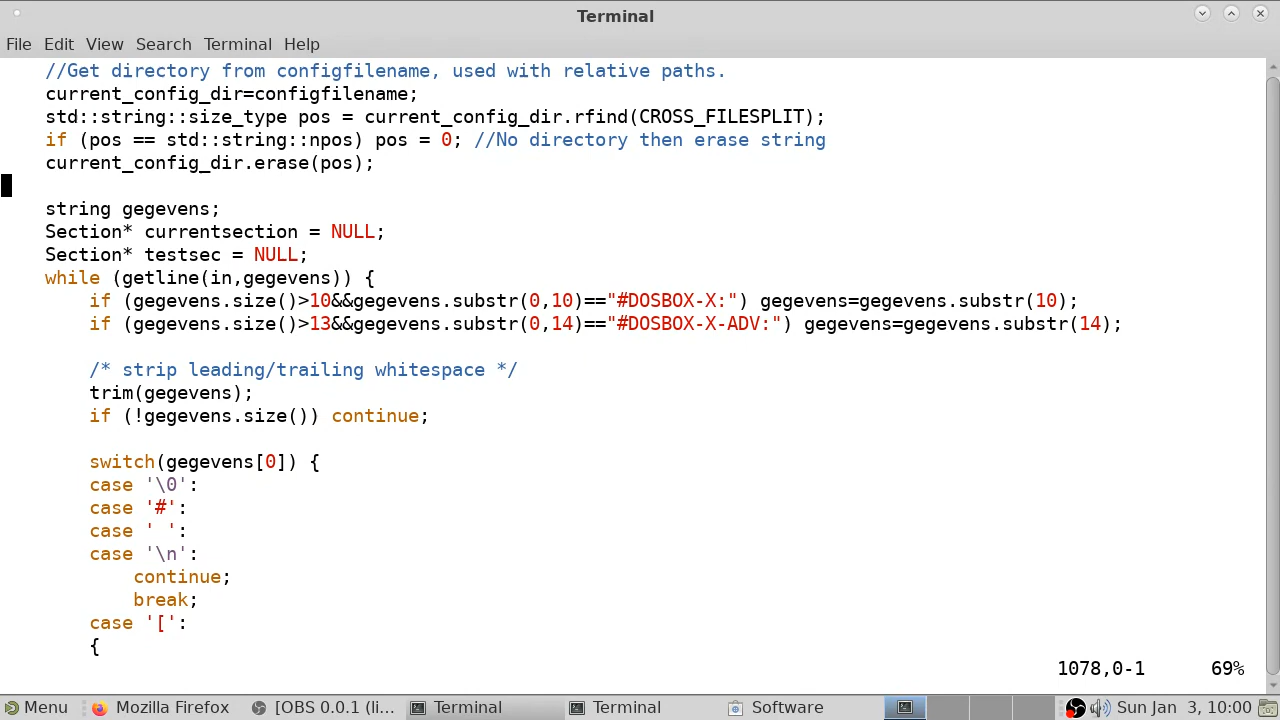 Terminal
File Edit View Search Terminal Help
//Get directory from configfilename, used with relative paths.
current_config_dir=configfilename;
std::string::size_type pos = current_config_dir.rfind(CROSS_FILESPLIT);
if (pos == std::string::npos) pos = 0; //No directory then erase string
current_config_dir.erase(pos);
string gegevens;
Section* currentsection = NULL;
Section* testsec = NULL;
while (getline(in,gegevens)) {
if (gegevens.size()>10&&gegevens.substr(0,10)=="#DOSBOX-X:") gegevens=gegevens.substr(10);
if (gegevens.size()>13&&gegevens.substr(0,14)=="#DOSBOX-X-ADV:") gegevens=gegevens.substr(14);
/* strip leading/trailing whitespace */
trim(gegevens);
if (!gegevens.size()) continue;
switch(gegevens[0]) {
case '\0':
case '#':
case ' ':
case '\n':
continue;
break;
case '[':
{
1078,0-1 69%
Menu Mozilla Firefox [OBS 0.0.1 (li... Terminal Terminal Software Sun Jan 3, 10:00